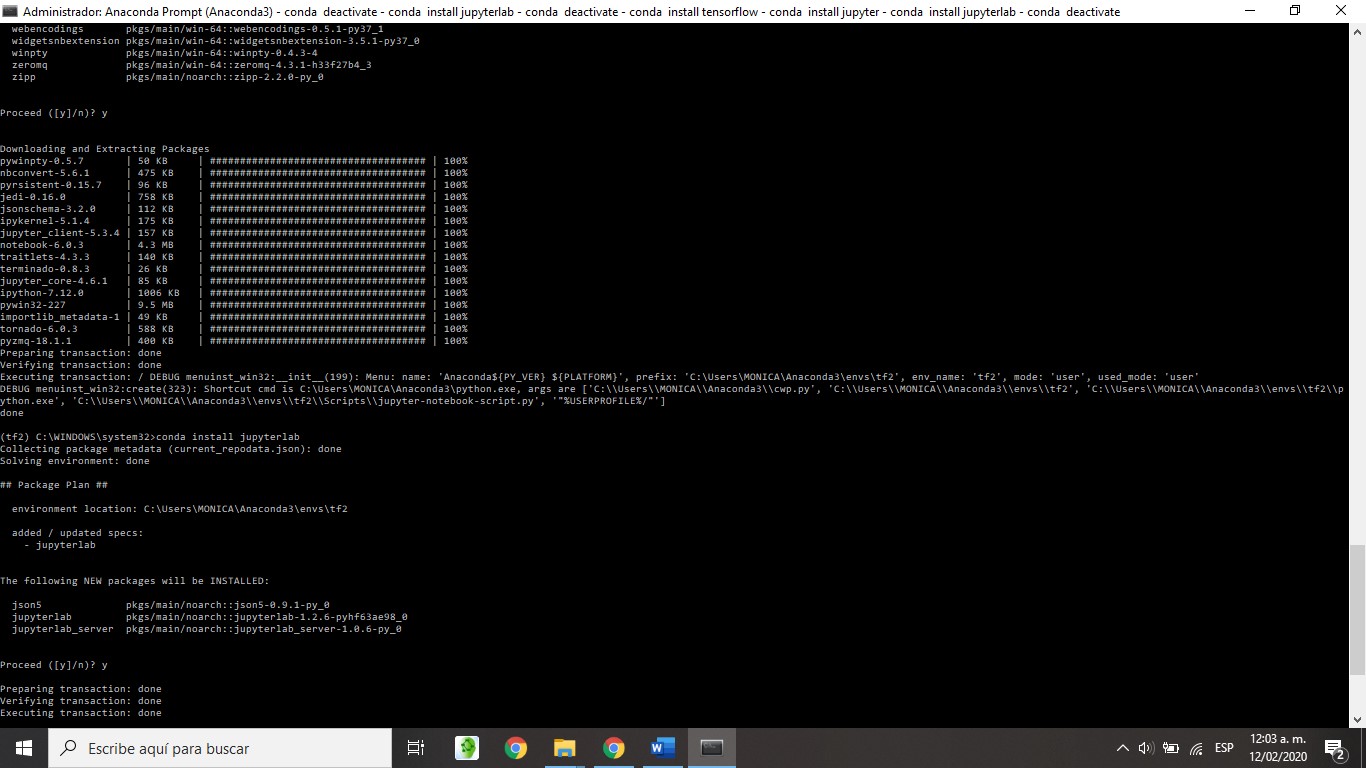 Administrador: Anaconda Prompt (Anaconda3) - conda deactivate - conda install jupyterlab - conda deactivate - conda install tensorflow - conda install jupyter - conda install jupyterlab - conda deactivate
webencodings pkgs/main/win-64::webencodings-0.5.1-py37_1
widgetsnbextension pkgs/main/win-64::widgetsnbextension-3.5.1-py37_0
winpty pkgs/main/win-64::winpty-0.4.3-4
zeromq pkgs/main/win-64::zeromq-4.3.1-h33f27b4_3
zipp pkgs/main/noarch::zipp-2.2.0-py_0
Proceed ([y]/n)? y
Downloading and Extracting Packages
pywinpty-0.5.7 | 50 KB | #################################### | 100%
nbconvert-5.6.1 | 475 KB | #################################### | 100%
pyrsistent-0.15.7 | 96 KB | #################################### | 100%
jedi-0.16.0 | 758 KB | #################################### | 100%
jsonschema-3.2.0 | 112 KB | #################################### | 100%
ipykernel-5.1.4 | 175 KB | #################################### | 100%
jupyter_client-5.3.4 | 157 KB | #################################### | 100%
notebook-6.0.3 | 4.3 MB | #################################### | 100%
traitlets-4.3.3 | 140 KB | #################################### | 100%
terminado-0.8.3 | 26 KB | #################################### | 100%
jupyter_core-4.6.1 | 85 KB | #################################### | 100%
ipython-7.12.0 | 1006 KB | #################################### | 100%
pywin32-227 | 9.5 MB | #################################### | 100%
importlib_metadata-1 | 49 KB | #################################### | 100%
tornado-6.0.3 | 588 KB | #################################### | 100%
pyzmq-18.1.1 | 400 KB | #################################### | 100%
Preparing transaction: done
Verifying transaction: done
Executing transaction: / DEBUG menuinst_win32:__init__(199): Menu: name: 'Anaconda${PY_VER} ${PLATFORM}', prefix: 'C:\Users\MONICA\Anaconda3\envs\tf2', env_name: 'tf2', mode: 'user', used_mode: 'user'
DEBUG menuinst_win32:create(323): Shortcut cmd is C:\Users\MONICA\Anaconda3\python.exe, args are ['C:\\Users\\MONICA\\Anaconda3\\cwp.py', 'C:\\Users\\MONICA\\Anaconda3\\envs\\tf2', 'C:\\Users\\MONICA\\Anaconda3\\envs\\tf2\\p
ython.exe', 'C:\\Users\\MONICA\\Anaconda3\\envs\\tf2\\Scripts\\jupyter-notebook-script.py', '"%USERPROFILE%/"']
done
(tf2) C:\WINDOWS\system32>conda install jupyterlab
Collecting package metadata (current_repodata.json): done
Solving environment: done
## Package Plan ##
environment location: C:\Users\MONICA\Anaconda3\envs\tf2
added / updated specs:
- jupyterlab
The following NEW packages will be INSTALLED:
json5 pkgs/main/noarch::json5-0.9.1-py_0
jupyterlab pkgs/main/noarch::jupyterlab-1.2.6-pyhf63ae98_0
jupyterlab_server pkgs/main/noarch::jupyterlab_server-1.0.6-py_0
Proceed ([y]/n)? y
Preparing transaction: done
Verifying transaction: done
Executing transaction: done
Escribe aquí para buscar
ESP
12:03 a. m.
12/02/2020
2